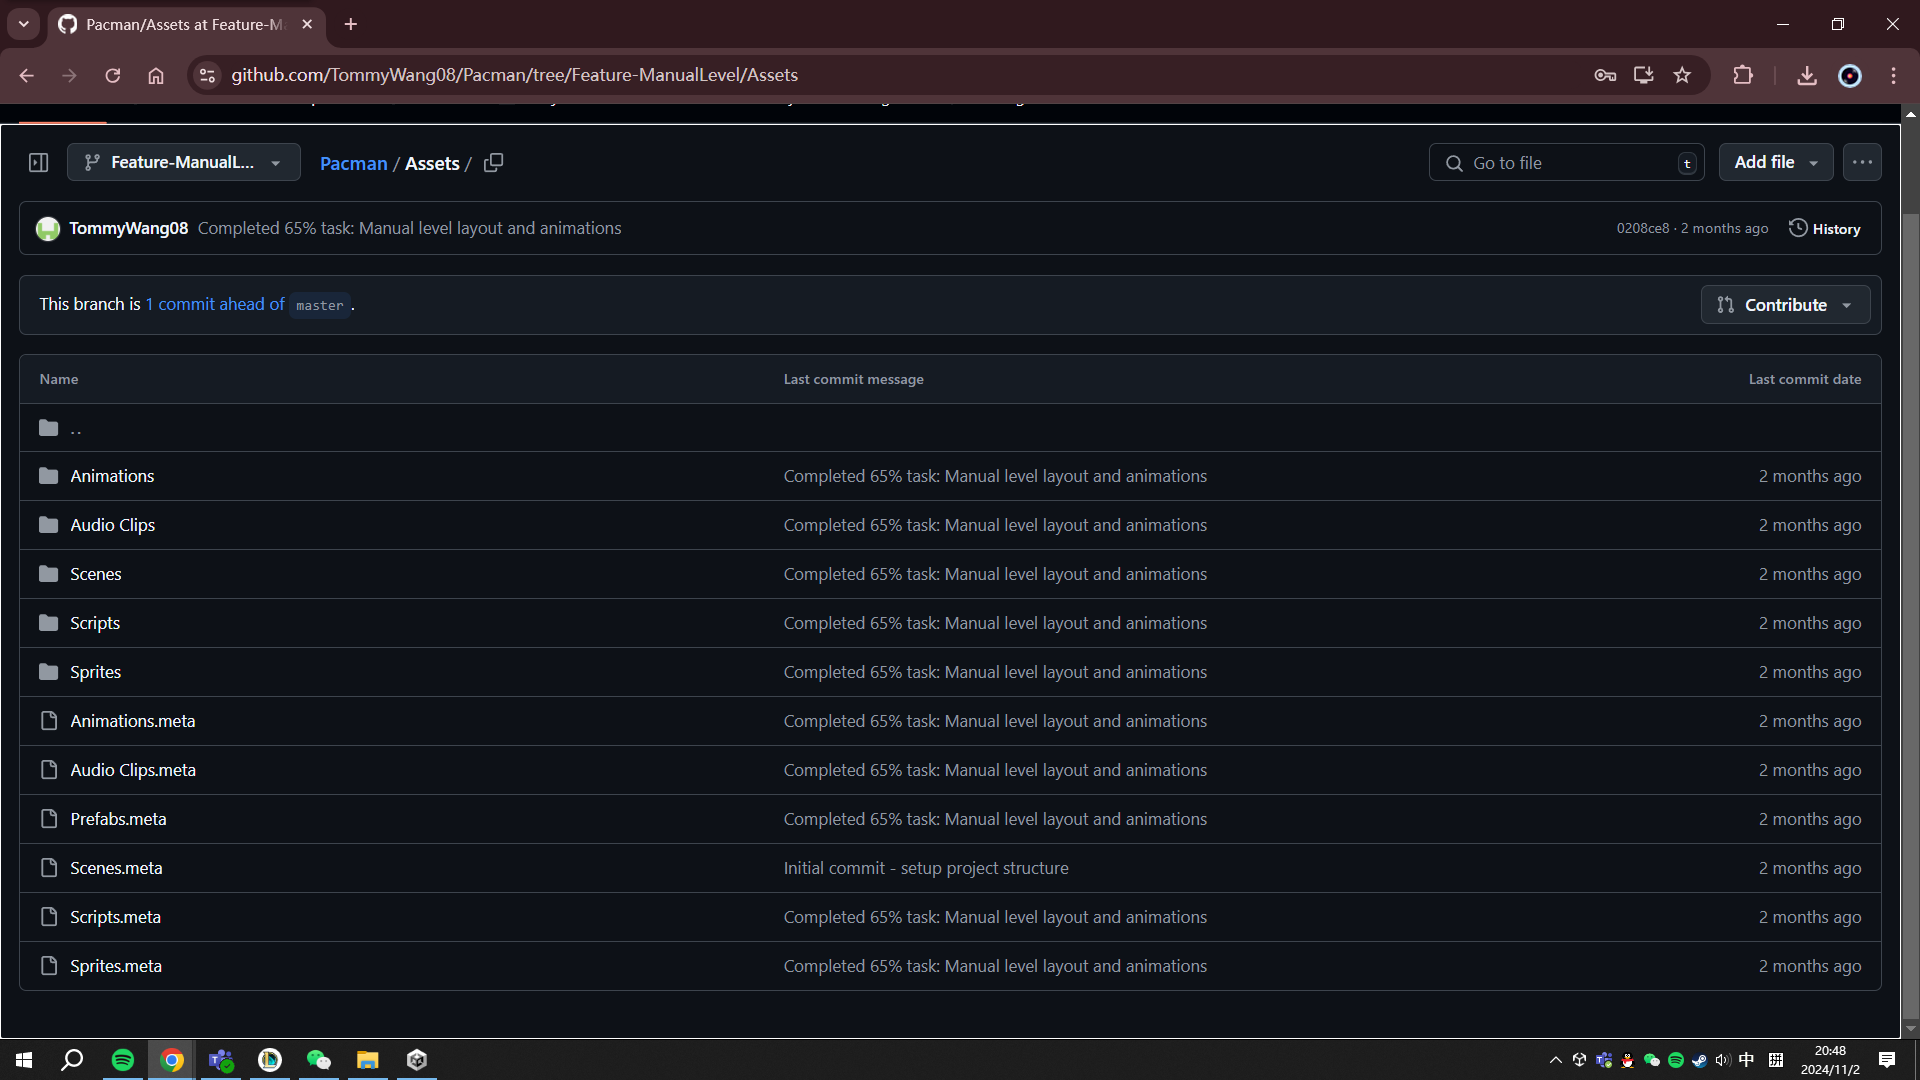 Pacman/Assets at Feature-M
github.com/TommyWang08/Pacman/tree/Feature-ManualLevel/Assets
Feature-ManualL...
Pacman / Assets /
Go to file
t
Add file
TommyWang08 Completed 65% task: Manual level layout and animations
0208ce8 · 2 months ago
History
This branch is 1 commit ahead of master .
Contribute
Name Last commit message Last commit date
..
Animations Completed 65% task: Manual level layout and animations 2 months ago
Audio Clips Completed 65% task: Manual level layout and animations 2 months ago
Scenes Completed 65% task: Manual level layout and animations 2 months ago
Scripts Completed 65% task: Manual level layout and animations 2 months ago
Sprites Completed 65% task: Manual level layout and animations 2 months ago
Animations.meta Completed 65% task: Manual level layout and animations 2 months ago
Audio Clips.meta Completed 65% task: Manual level layout and animations 2 months ago
Prefabs.meta Completed 65% task: Manual level layout and animations 2 months ago
Scenes.meta Initial commit - setup project structure 2 months ago
Scripts.meta Completed 65% task: Manual level layout and animations 2 months ago
Sprites.meta Completed 65% task: Manual level layout and animations 2 months ago
中 拼
20:48
2024/11/2